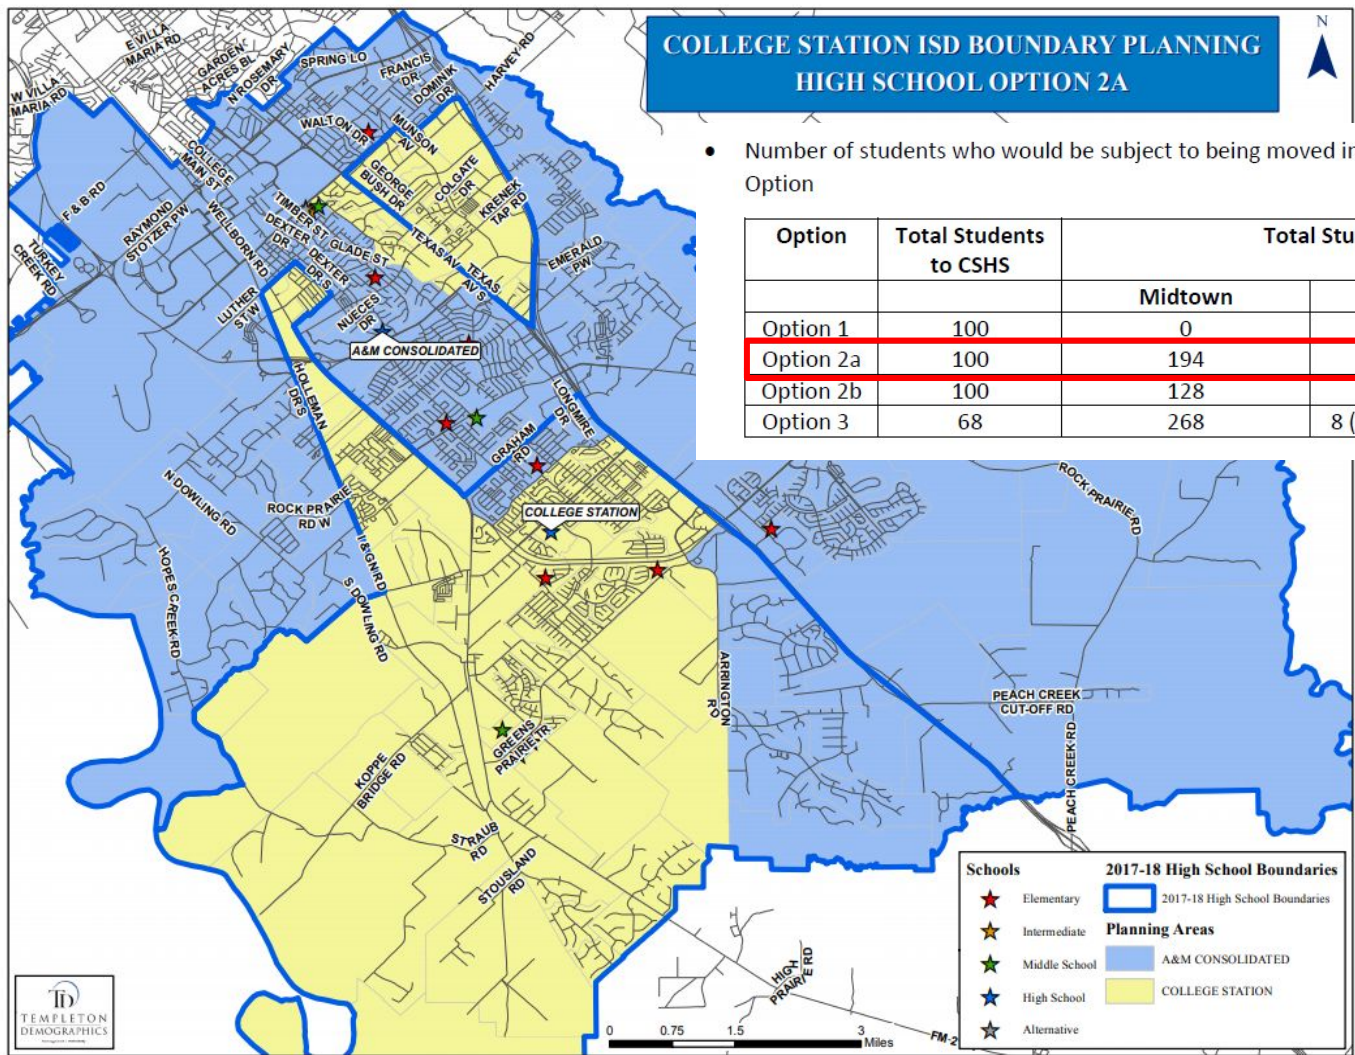 COLLEGE STATION ISD BOUNDARY PLANNING
HIGH SCHOOL OPTION 2A
N
• Number of students who would be subject to being moved in
Option
Option Total Students to CSHS Total Stu
Midtown
Option 1 100 0
Option 2a 100 194
Option 2b 100 128
Option 3 68 268 8 (
E VILLA MARIA RD
W VILLA MARIA RD
GARDEN ACRES BL
N ROSEMARY DR
SPRING LO
FRANCIS DR
DOMINIK DR
HARVEY RD
WALTON DR
MUNSON AV
COLLEGE MAIN ST
GEORGE BUSH DR
COLGATE DR
KRENEK TAP RD
F & B RD
RAYMOND STOTZER PW
WELLBORN RD
TIMBER ST
GLADE ST
DEXTER DR
DEXTER DR S
TEXAS AV
TEXAS AV S
EMERALD PW
TURKEY CREEK RD
LUTHER ST W
NUECES DR
A&M CONSOLIDATED
HOLLEMAN DR S
LONGMIRE DR
GRAHAM RD
N DOWLING RD
ROCK PRAIRIE RD W
COLLEGE STATION
ROCK PRAIRIE RD
I & GN RD
S DOWLING RD
HOPES CREEK RD
ARRINGTON RD
PEACH CREEK CUT-OFF RD
PEACH CREEK RD
GREENS PRAIRIE TR
KOPPE BRIDGE RD
STRAUB RD
STOUSLAND RD
HIGH PRAIRIE RD
FM-2
Schools
Elementary
Intermediate
Middle School
High School
Alternative
2017-18 High School Boundaries
2017-18 High School Boundaries
Planning Areas
A&M CONSOLIDATED
COLLEGE STATION
TD
TEMPLETON
DEMOGRAPHICS
0 0.75 1.5 3
Miles